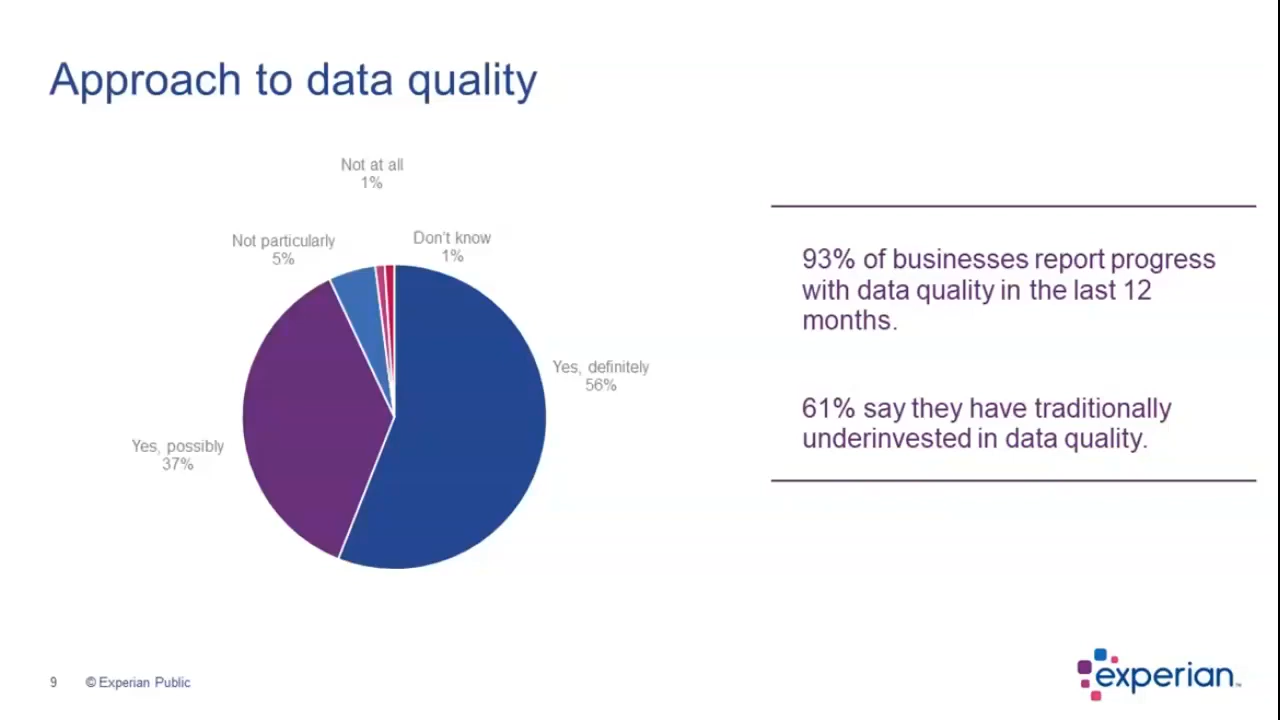 Approach to data quality
Not at all
1%
Not particularly
5%
Don't know
1%
Yes, definitely
56%
Yes, possibly
37%
93% of businesses report progress
with data quality in the last 12
months.
61% say they have traditionally
underinvested in data quality.
9 © Experian Public
experian™